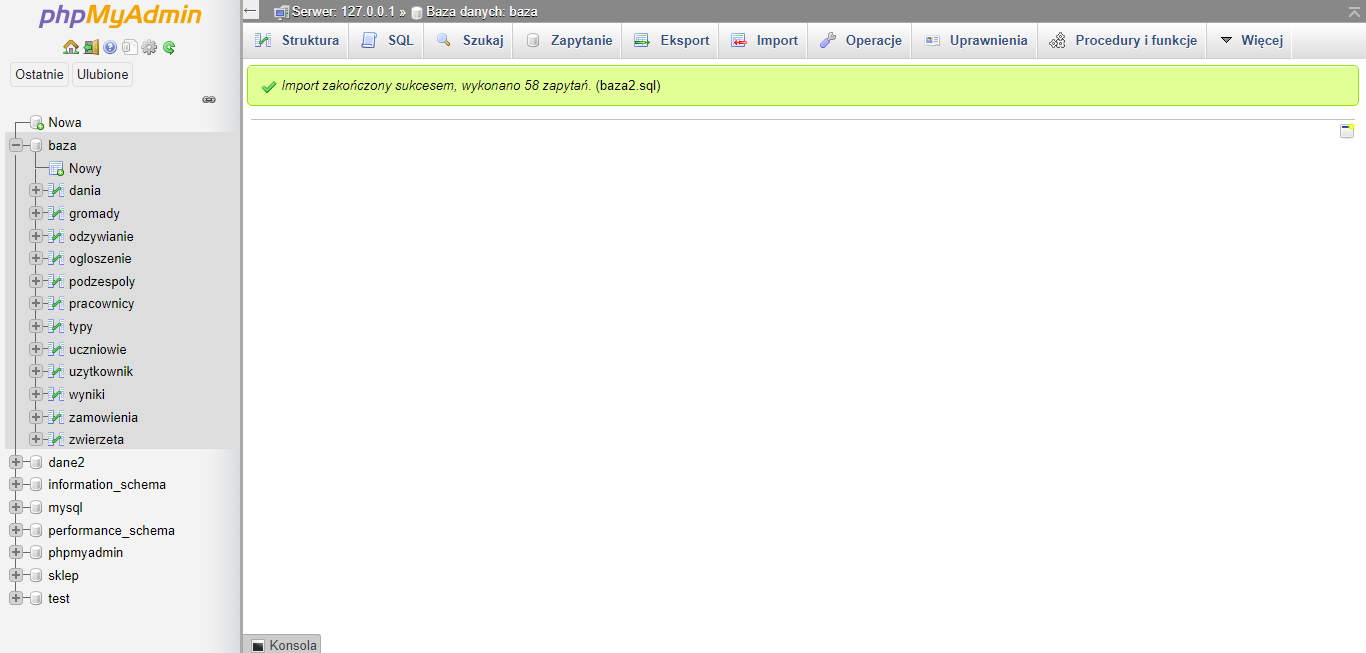 phpMyAdmin
Ostatnie Ulubione
Nowa
baza
Nowy
dania
gromady
odzywianie
ogloszenie
podzespoly
pracownicy
typy
uczniowie
uzytkownik
wyniki
zamowienia
zwierzeta
dane2
information_schema
mysql
performance_schema
phpmyadmin
sklep
test
Serwer: 127.0.0.1 » Baza danych: baza
Struktura SQL Szukaj Zapytanie Eksport Import Operacje Uprawnienia Procedury i funkcje Więcej
Import zakończony sukcesem, wykonano 58 zapytań. (baza2.sql)
Konsola